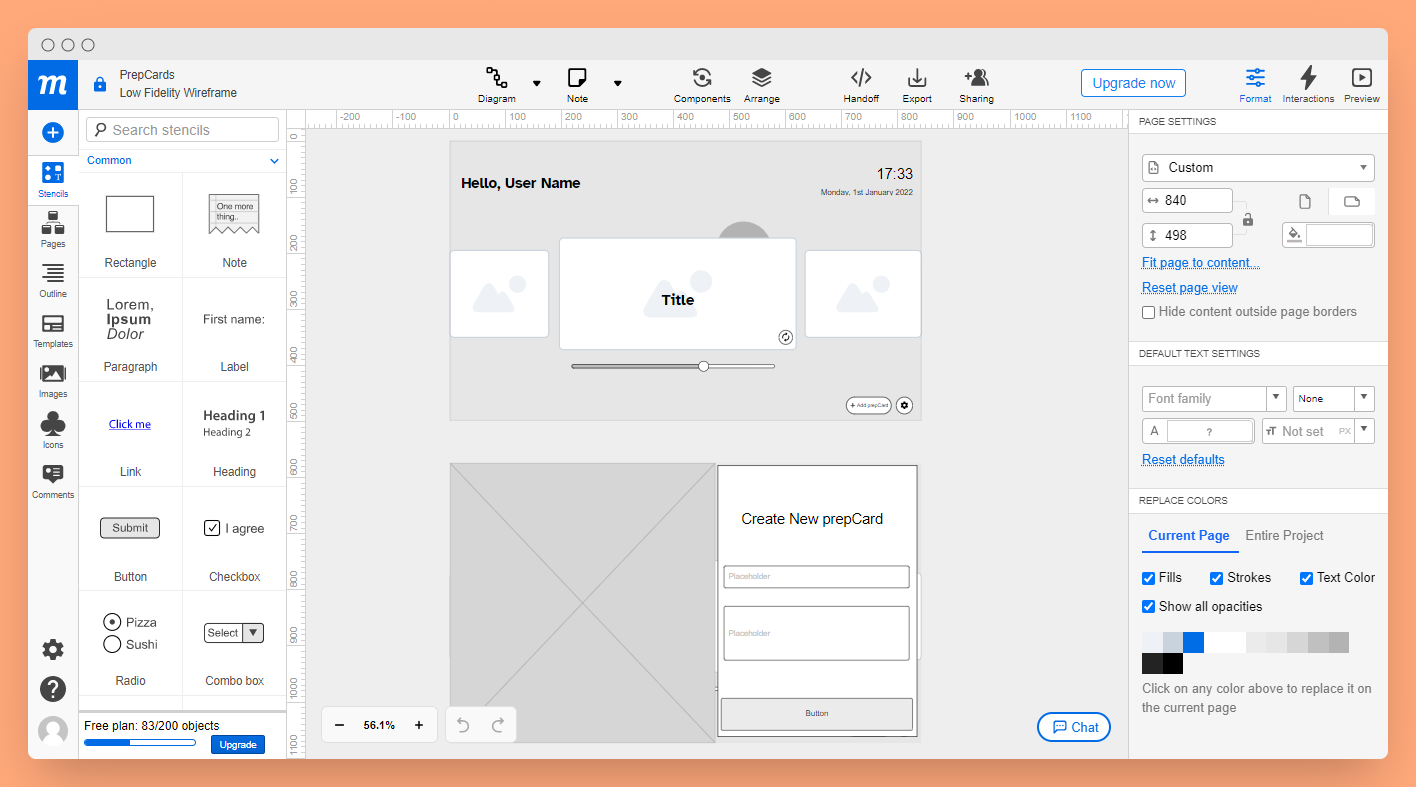 m
PrepCards
Low Fidelity Wireframe
Diagram
Note
Components
Arrange
Handoff
Export
Sharing
Upgrade now
Format
Interactions
Preview
Search stencils
Common
Stencils
Pages
Outline
Templates
Images
Icons
Comments
Rectangle
One more
thing..
Note
Lorem,
Ipsum
Dolor
Paragraph
First name:
Label
Click me
Link
Heading 1
Heading 2
Heading
Submit
Button
I agree
Checkbox
Pizza
Sushi
Radio
Select
Combo box
Free plan: 83/200 objects
Upgrade
-200 -100 0 100 200 300 400 500 600 700 800 900 1000 1100
0
100
200
300
400
500
600
700
800
900
1000
1100
Hello, User Name
17:33
Monday, 1st January 2022
Title
+ Add prepCard
Create New prepCard
Placeholder
Placeholder
Button
− 56.1% +
Chat
PAGE SETTINGS
Custom
840
498
Fit page to content...
Reset page view
Hide content outside page borders
DEFAULT TEXT SETTINGS
Font family
None
A ?
тT Not set PX
Reset defaults
REPLACE COLORS
Current Page Entire Project
Fills Strokes Text Color
Show all opacities
Click on any color above to replace it on
the current page